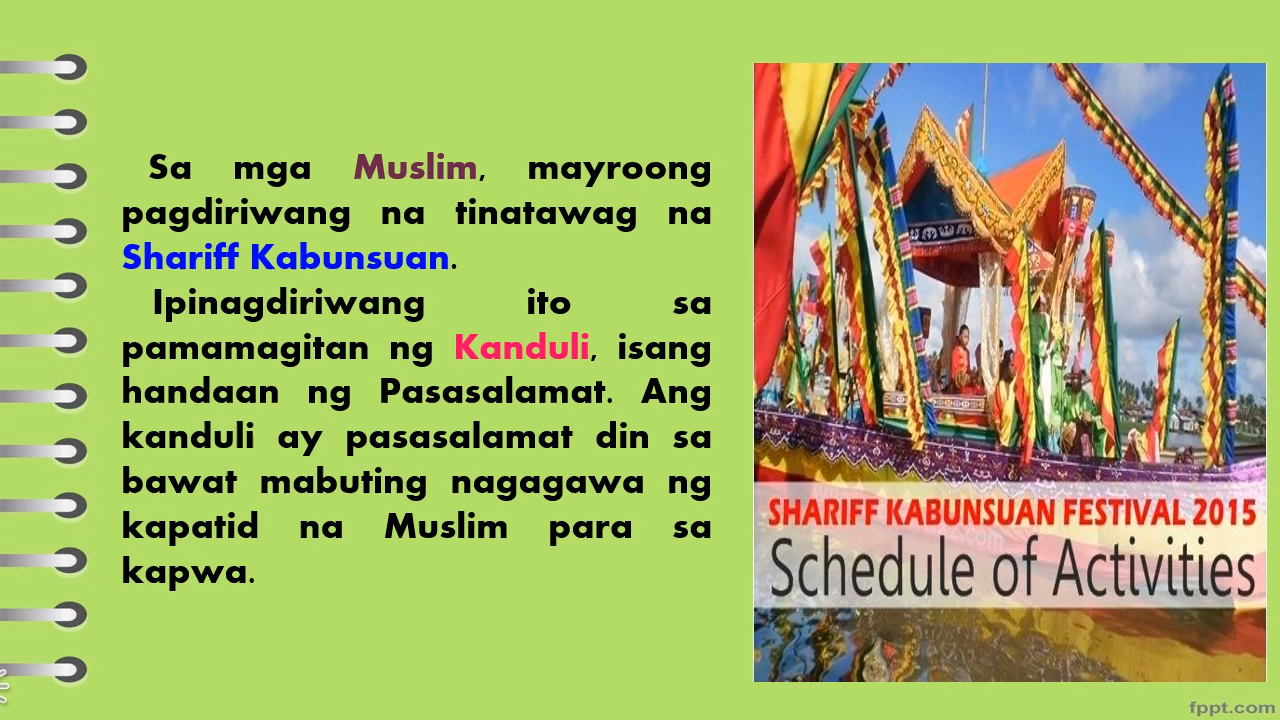 Sa mga Muslim, mayroong
pagdiriwang na tinatawag na
Shariff Kabunsuan.
Ipinagdiriwang ito sa
pamamagitan ng Kanduli, isang
handaan ng Pasasalamat. Ang
kanduli ay pasasalamat din sa
bawat mabuting nagagawa ng
kapatid na Muslim para sa
kapwa.
SHARIFF KABUNSUAN FESTIVAL 2015
Schedule of Activities
fppt.com